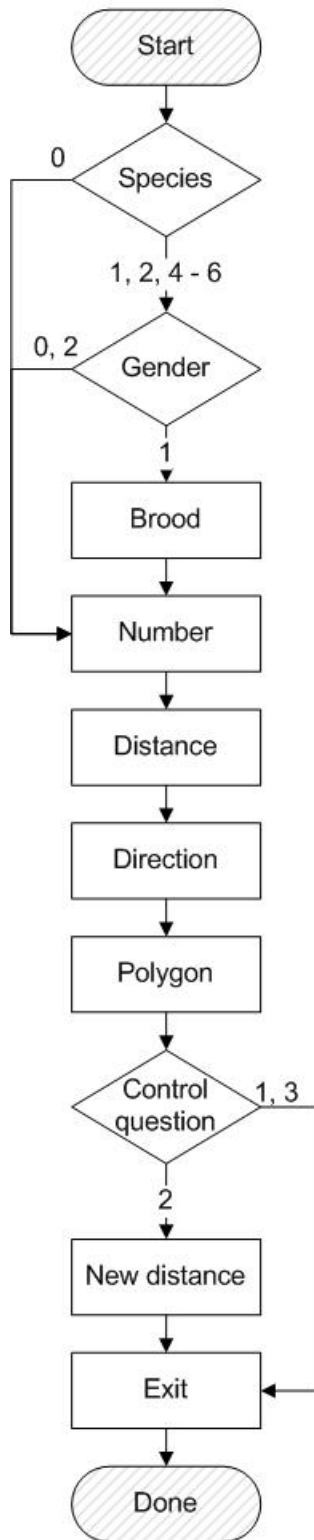 Start
0
Species
1, 2, 4 - 6
0, 2
Gender
1
Brood
Number
Distance
Direction
Polygon
Control
question
1, 3
2
New distance
Exit
Done